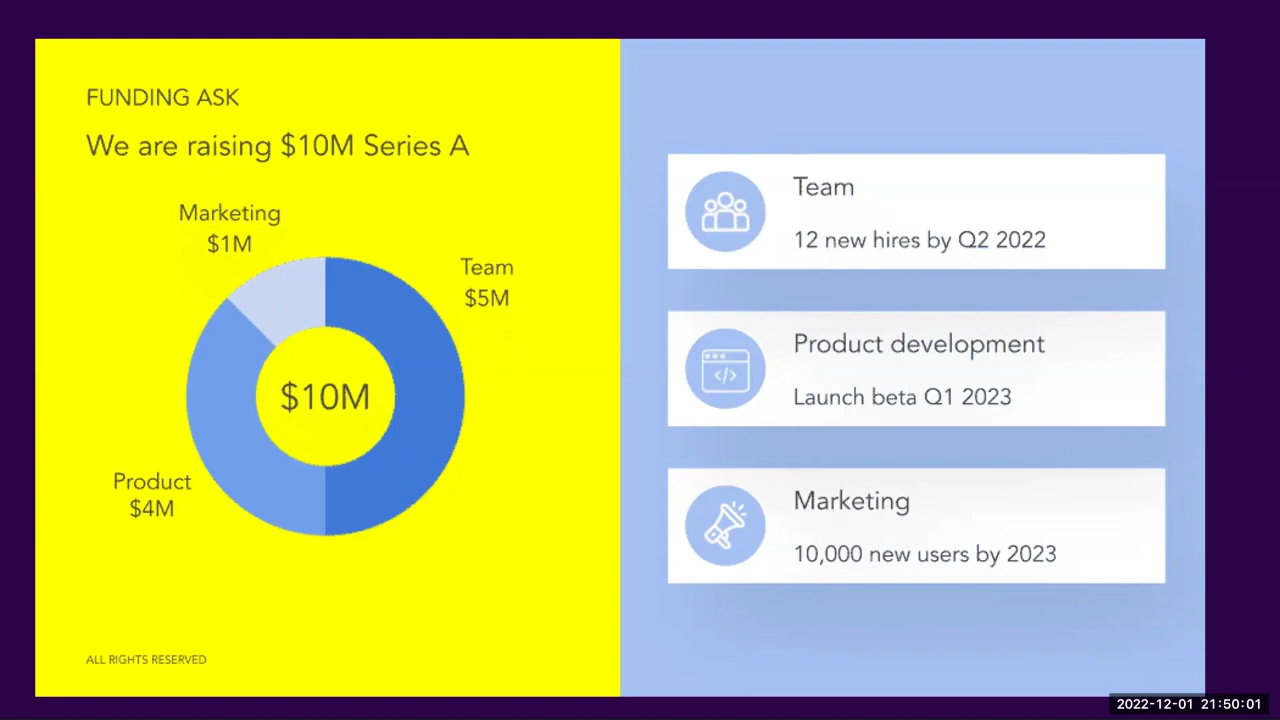 FUNDING ASK
We are raising $10M Series A
Marketing
$1M
Team
$5M
$10M
Product
$4M
ALL RIGHTS RESERVED
Team
12 new hires by Q2 2022
Product development
Launch beta Q1 2023
Marketing
10,000 new users by 2023
2022-12-01 21:50:01